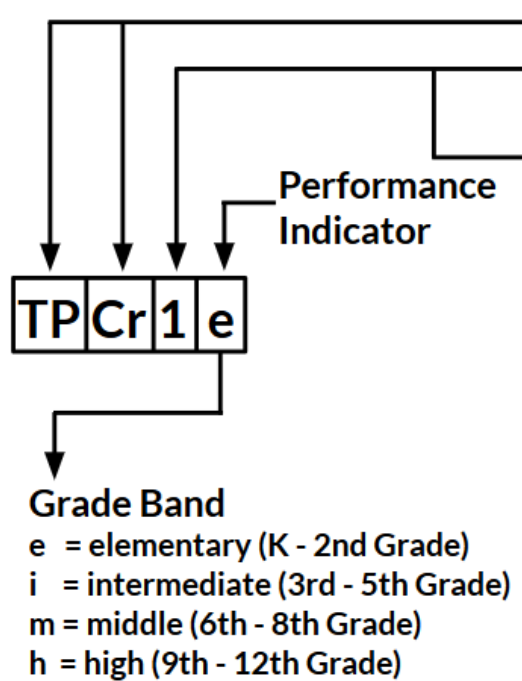 Performance
Indicator
TP Cr 1 e
Grade Band
e = elementary (K - 2nd Grade)
i = intermediate (3rd - 5th Grade)
m = middle (6th - 8th Grade)
h = high (9th - 12th Grade)